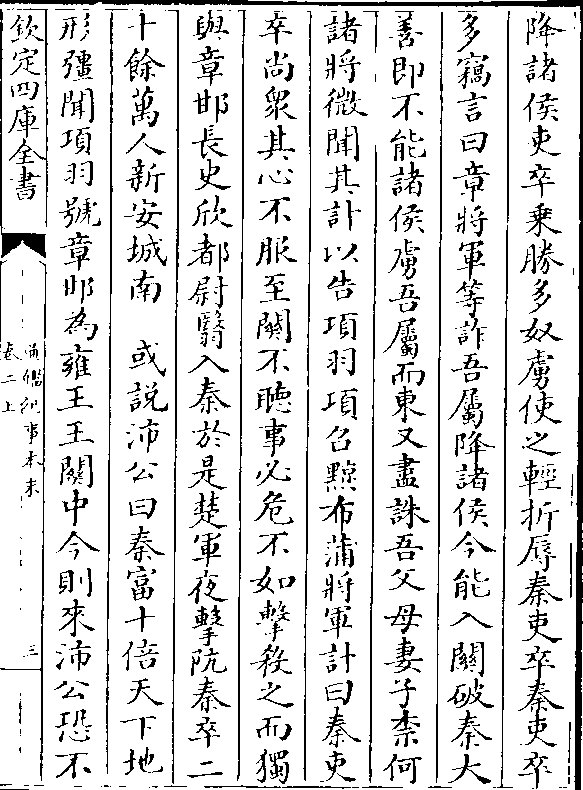 降諸侯吏卒乗勝多奴虜使之輕折辱秦吏卒秦吏卒
多竊言曰章將軍等詐吾屬降諸侯今能入關破秦大
善即不能諸侯虜吾屬而東又盡誅吾父母妻子柰何
諸將微聞其計以告項羽項召黥布蒲將軍計曰秦吏
卒尚衆其心不服至關不聴事必危不如擊殺之而獨
與章邯長史欣都尉翳入秦於是楚軍夜擊阬秦卒二
十餘萬人新安城南　或說沛公曰秦富十倍天下地
形彊聞項羽號章邯為雍王王關中今則來沛公恐不
欽定四庫全書
通鑑紀事本末
卷二上
三